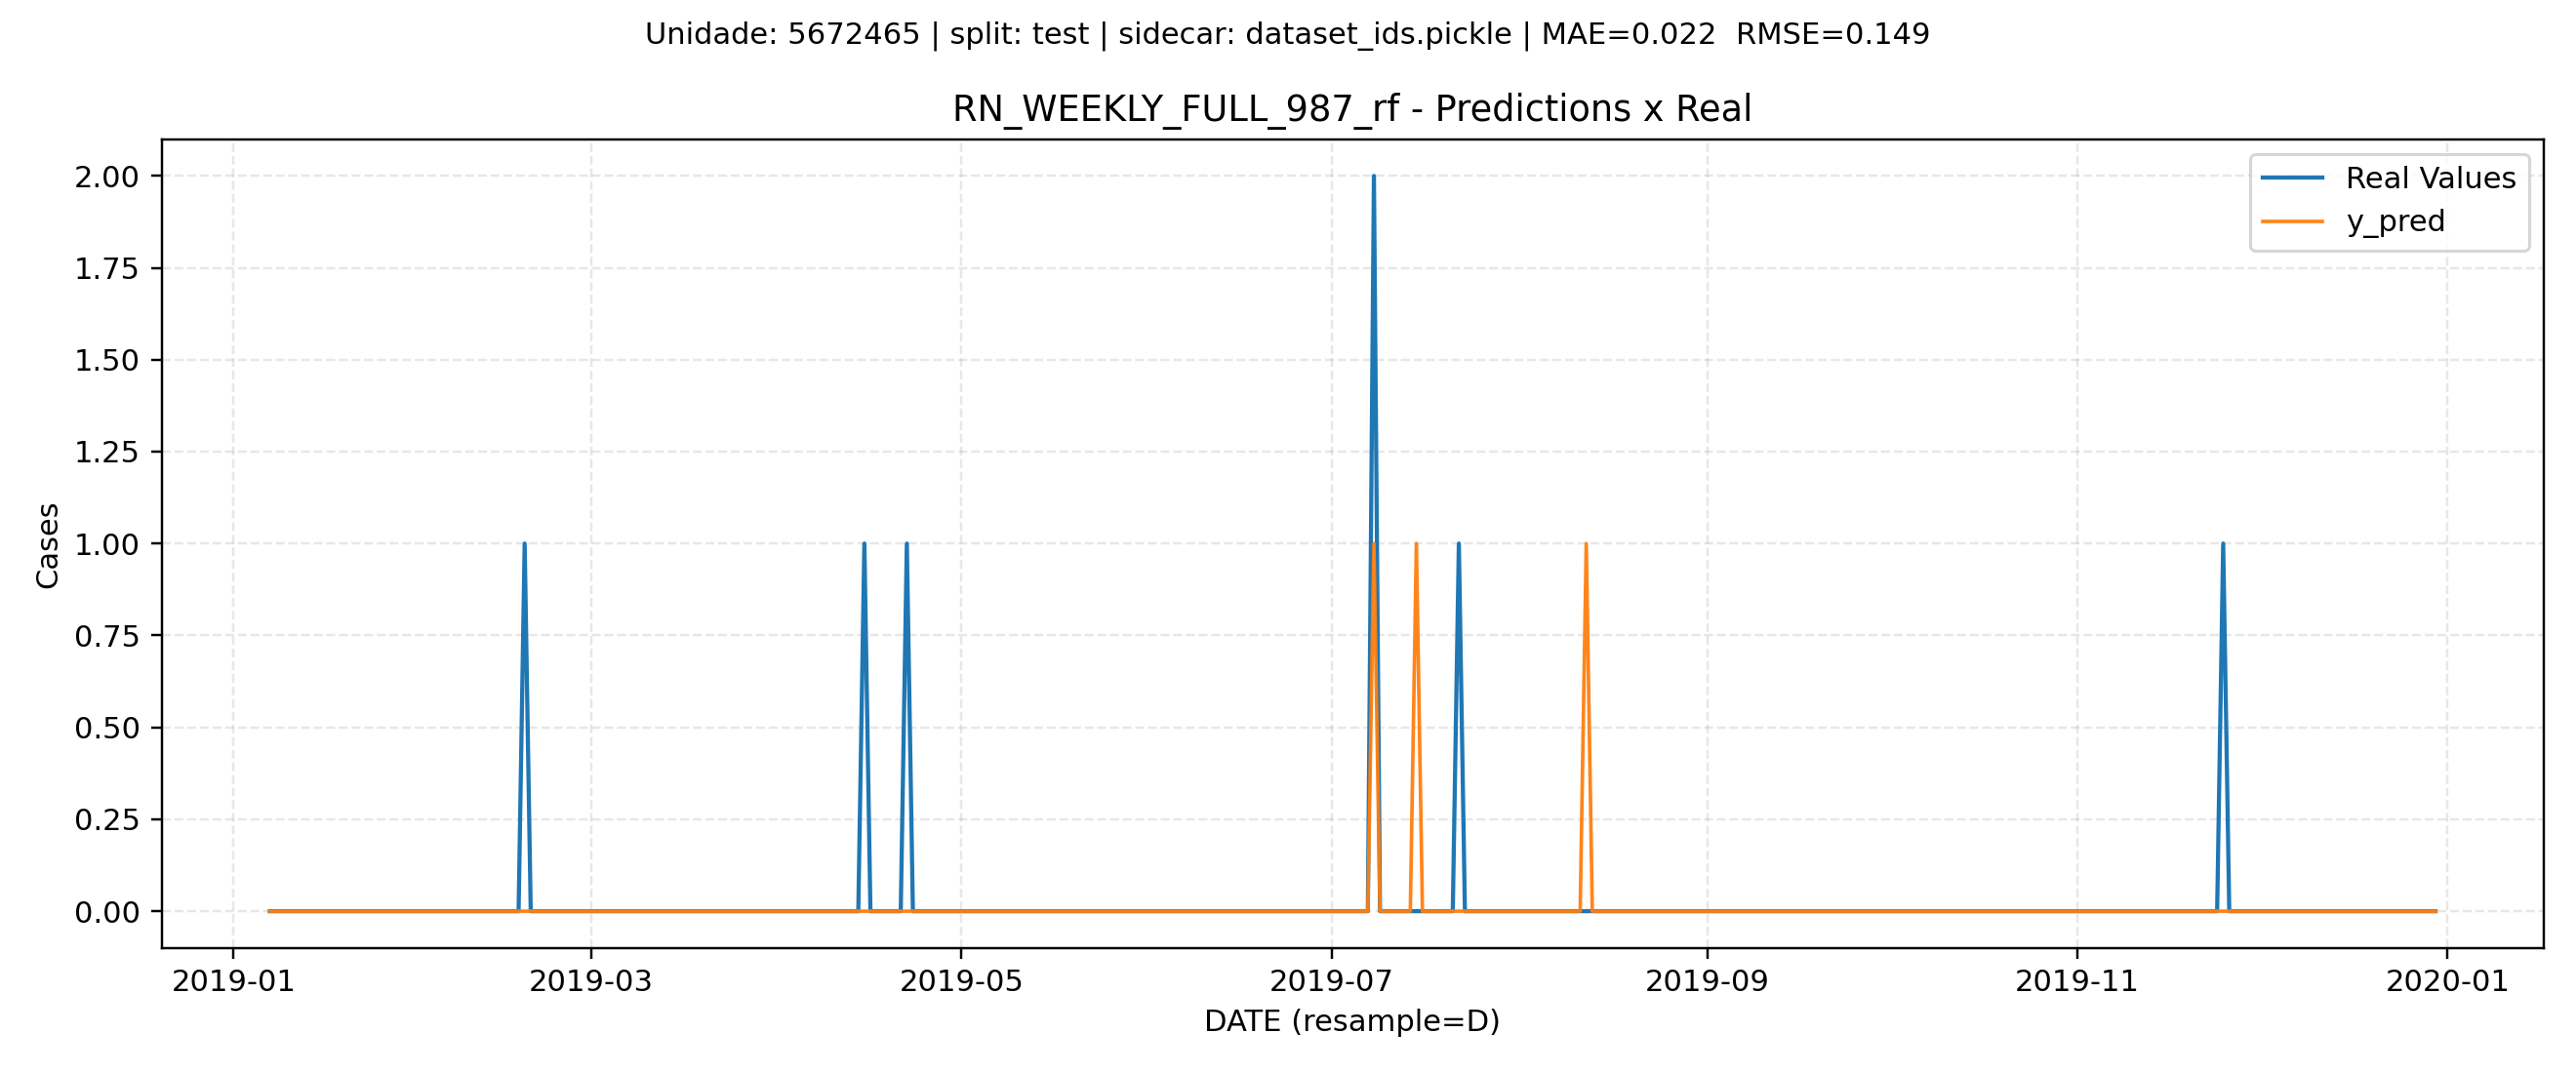 Unidade: 5672465 | split: test | sidecar: dataset_ids.pickle | MAE=0.022  RMSE=0.149
RN_WEEKLY_FULL_987_rf - Predictions x Real
Real Values
y_pred
2.00
1.75
1.50
1.25
1.00
0.75
0.50
0.25
0.00
Cases
2019-01
2019-03
2019-05
2019-07
2019-09
2019-11
2020-01
DATE (resample=D)